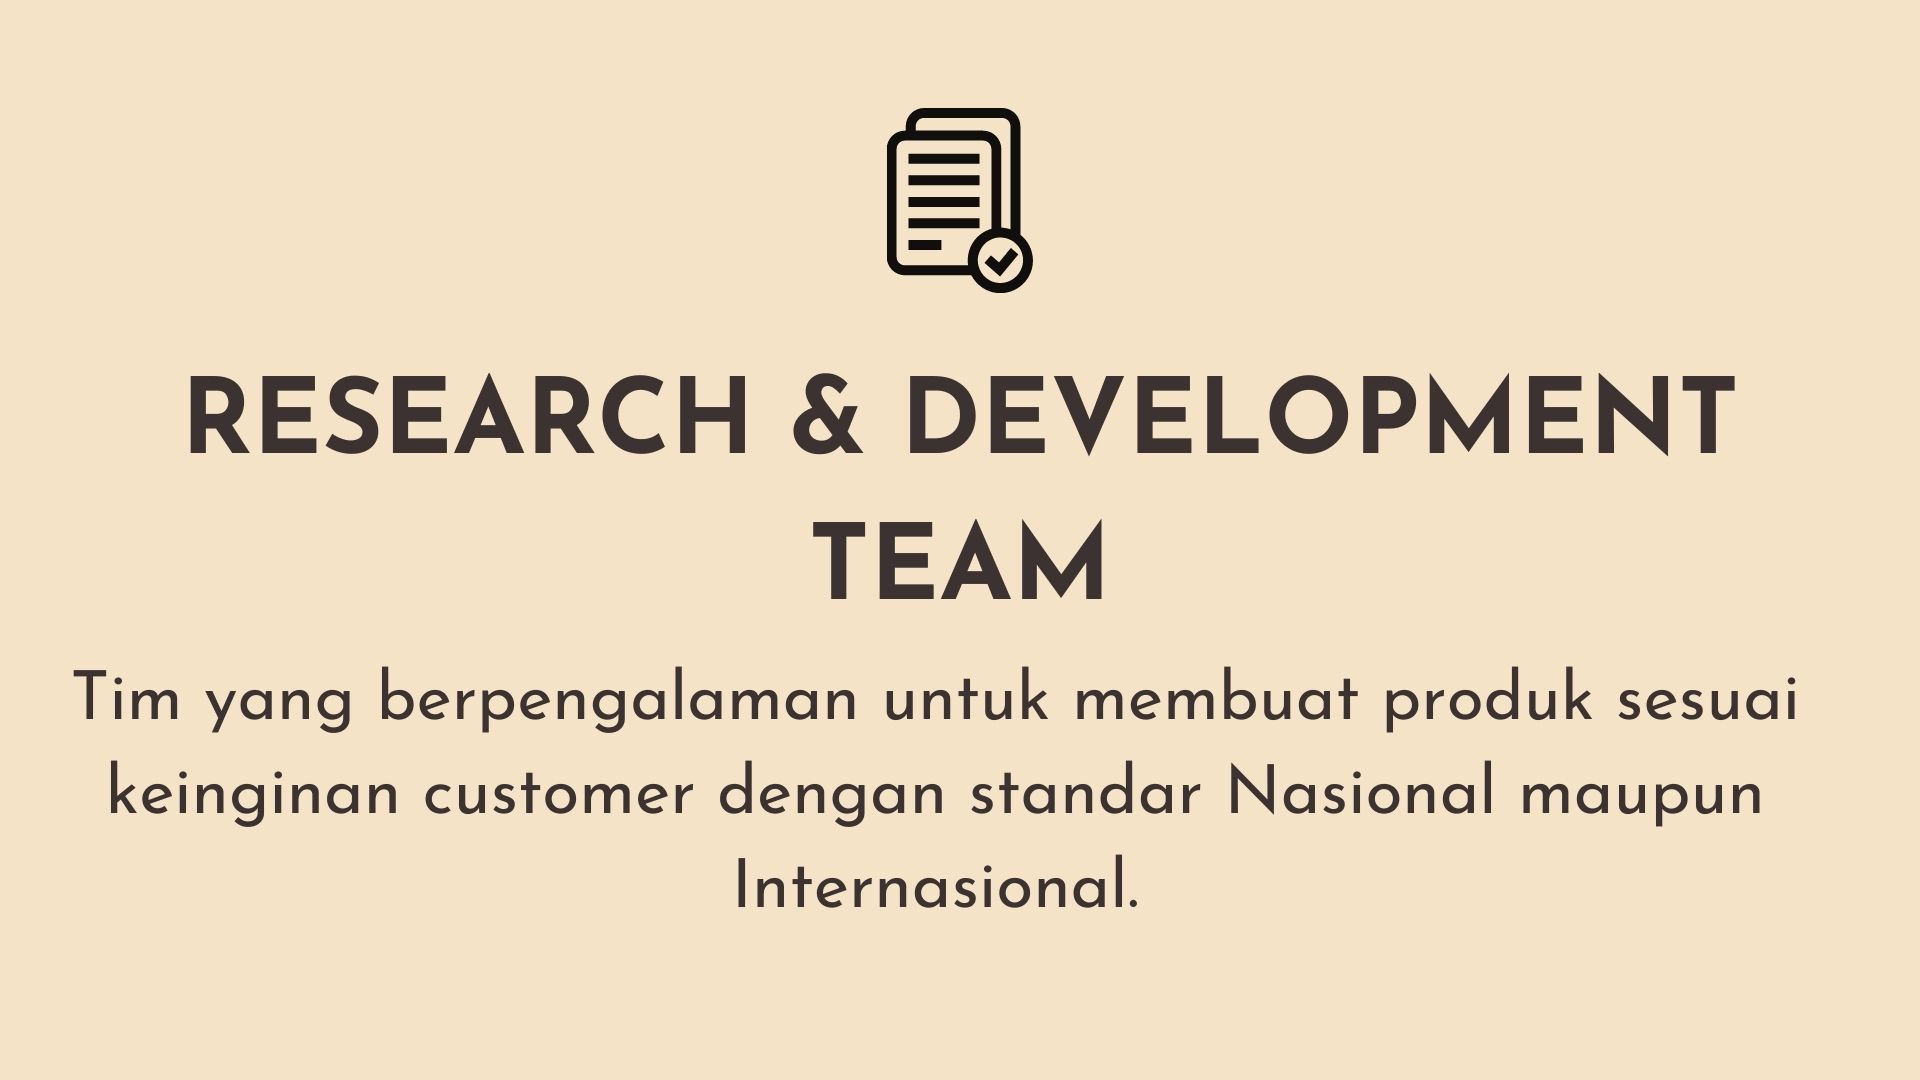 RESEARCH & DEVELOPMENT
TEAM
Tim yang berpengalaman untuk membuat produk sesuai
keinginan customer dengan standar Nasional maupun
Internasional.